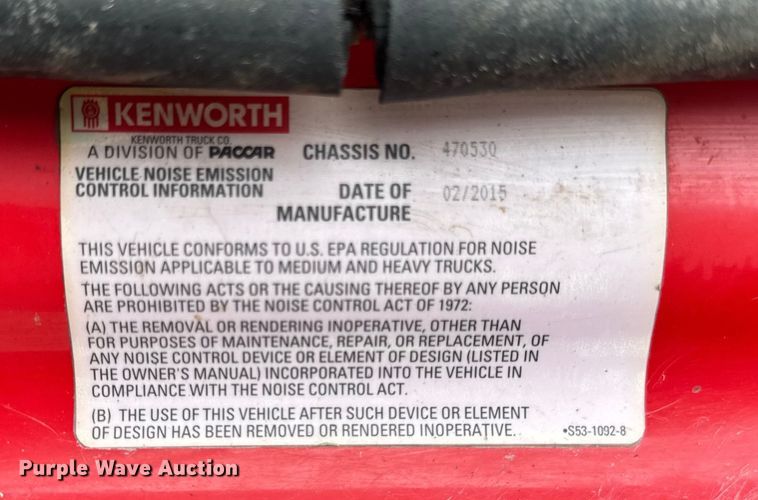 KENWORTH
KENWORTH TRUCK CO.
A DIVISION OF PACCAR
CHASSIS NO. 470530
VEHICLE NOISE EMISSION
CONTROL INFORMATION
DATE OF
MANUFACTURE
02/2015
THIS VEHICLE CONFORMS TO U.S. EPA REGULATION FOR NOISE
EMISSION APPLICABLE TO MEDIUM AND HEAVY TRUCKS.
THE FOLLOWING ACTS OR THE CAUSING THEREOF BY ANY PERSON
ARE PROHIBITED BY THE NOISE CONTROL ACT OF 1972:
(A) THE REMOVAL OR RENDERING INOPERATIVE, OTHER THAN
FOR PURPOSES OF MAINTENANCE, REPAIR, OR REPLACEMENT, OF
ANY NOISE CONTROL DEVICE OR ELEMENT OF DESIGN (LISTED IN
THE OWNER'S MANUAL) INCORPORATED INTO THE VEHICLE IN
COMPLIANCE WITH THE NOISE CONTROL ACT.
(B) THE USE OF THIS VEHICLE AFTER SUCH DEVICE OR ELEMENT
OF DESIGN HAS BEEN REMOVED OR RENDERED INOPERATIVE.
•S53-1092-8
Purple Wave Auction